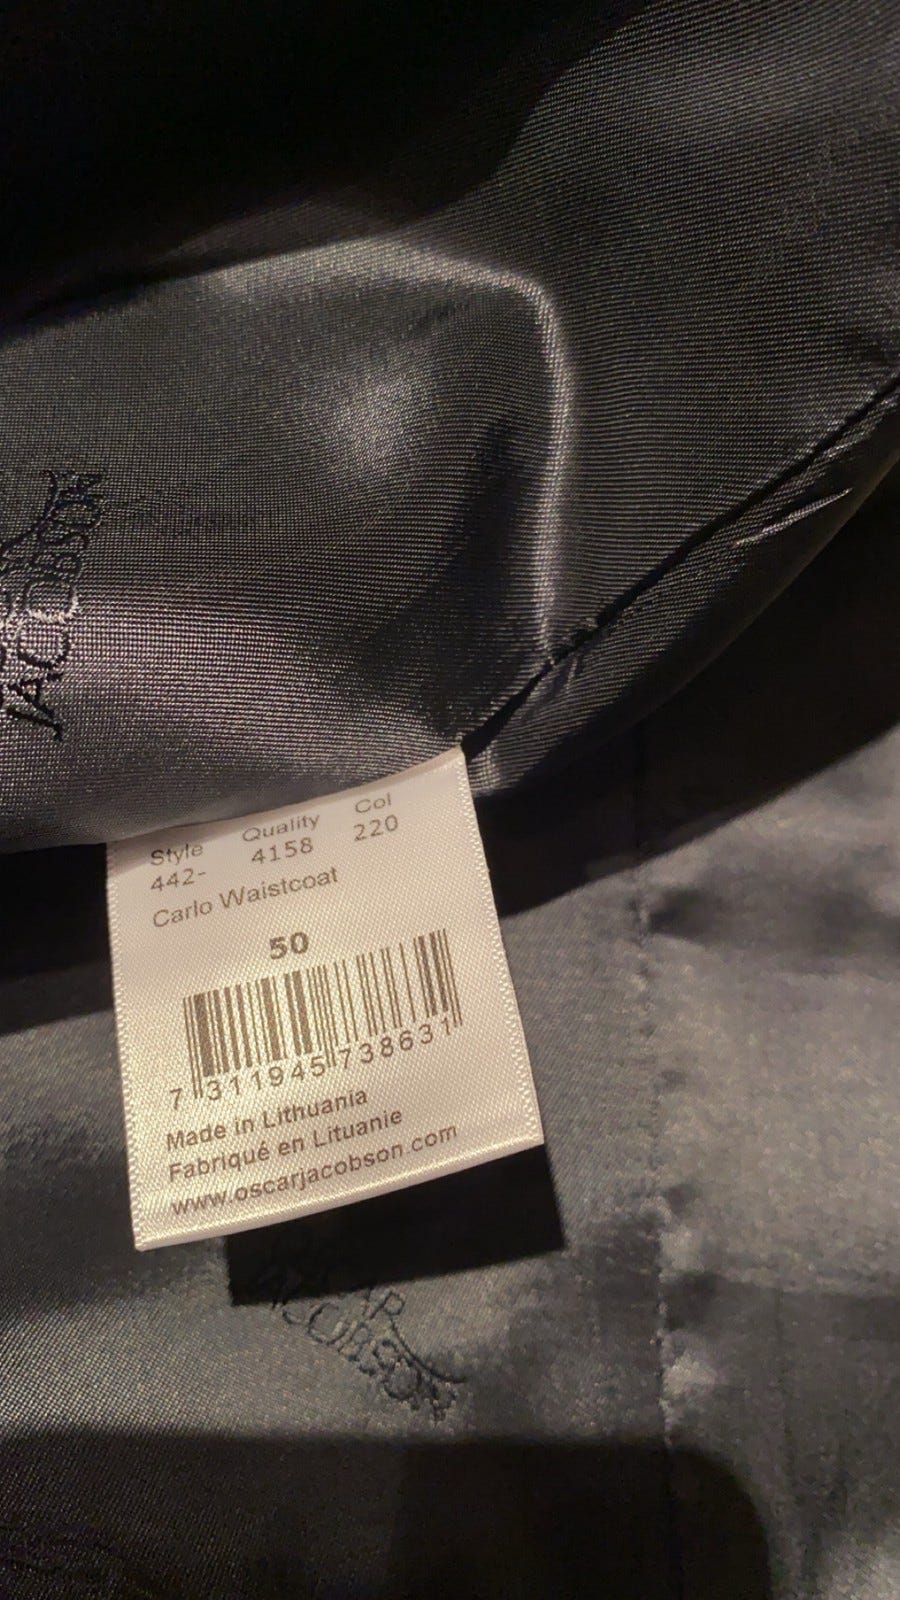 JACOBSON
Style Quality Col
442- 4158 220
Carlo Waistcoat
50
7 311945 738631
Made in Lithuania
Fabriqué en Lituanie
www.oscarjacobson.com
JACOBSON